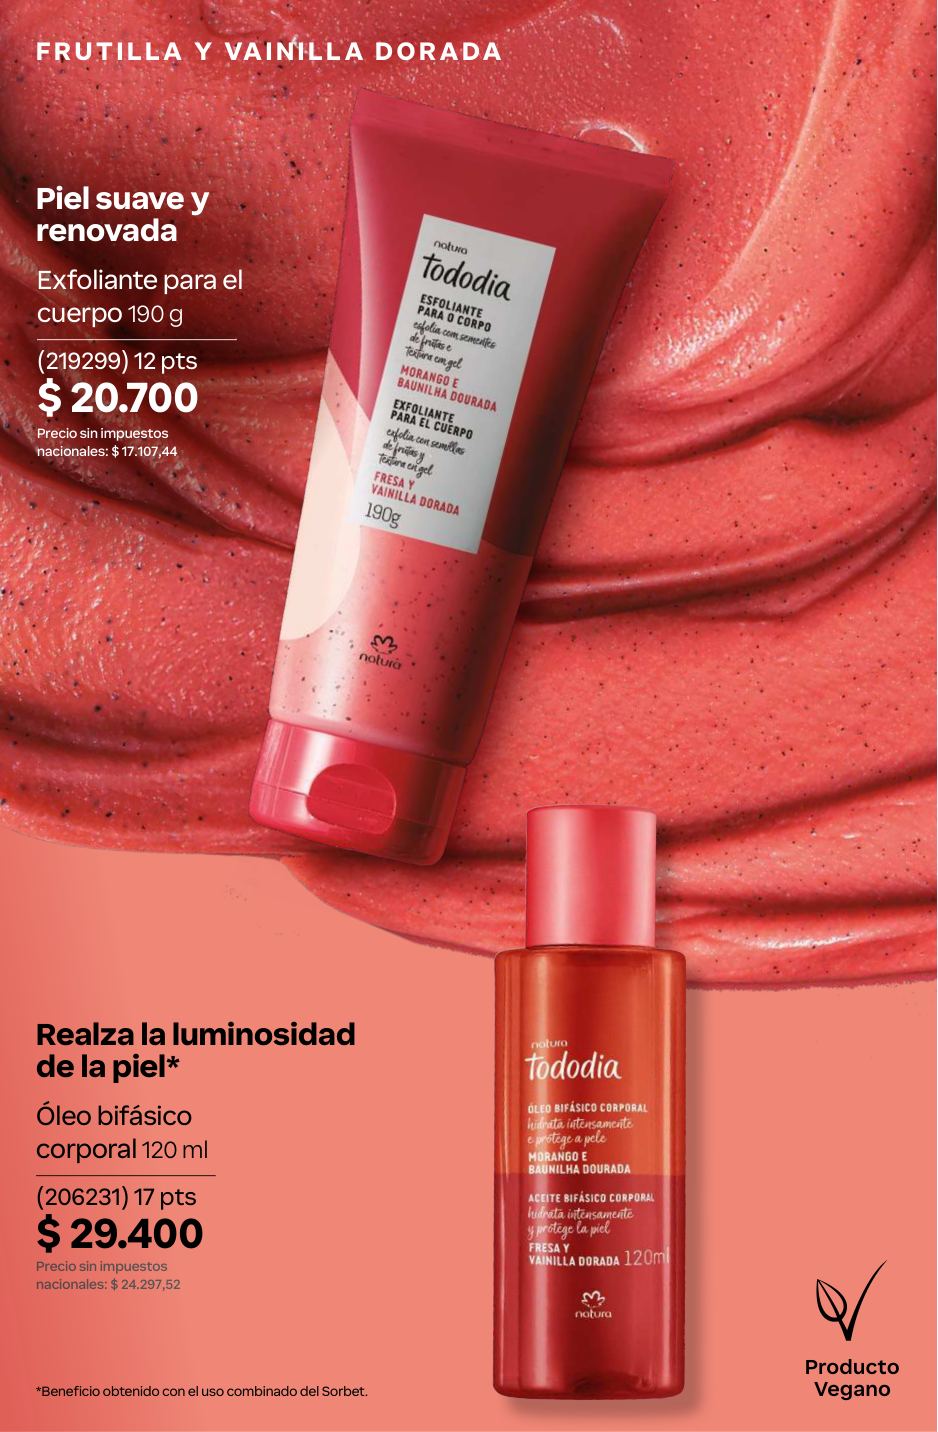 FRUTILLA Y VAINILLA DORADA
Piel suave y
renovada
Exfoliante para el
cuerpo 190 g
(219299) 12 pts
$ 20.700
Precio sin impuestos
nacionales: $ 17.107,44
natura
tododia
ESFOLIANTE
PARA O CORPO
esfolia com sementes
de frutas e
textura em gel
MORANGO E
BAUNILHA DOURADA
EXFOLIANTE
PARA EL CUERPO
exfolia con semillas
de frutas y
textura en gel
FRESA Y
VAINILLA DORADA
190g
natura
Realza la luminosidad
de la piel*
Óleo bifásico
corporal 120 ml
(206231) 17 pts
$ 29.400
Precio sin impuestos
nacionales: $ 24.297,52
natura
tododia
ÓLEO BIFÁSICO CORPORAL
hidrata intensamente
e protege a pele
MORANGO E
BAUNILHA DOURADA
ACEITE BIFÁSICO CORPORAL
hidrata intensamente
y protege la piel
FRESA Y
VAINILLA DORADA 120ml
natura
Producto
Vegano
*Beneficio obtenido con el uso combinado del Sorbet.